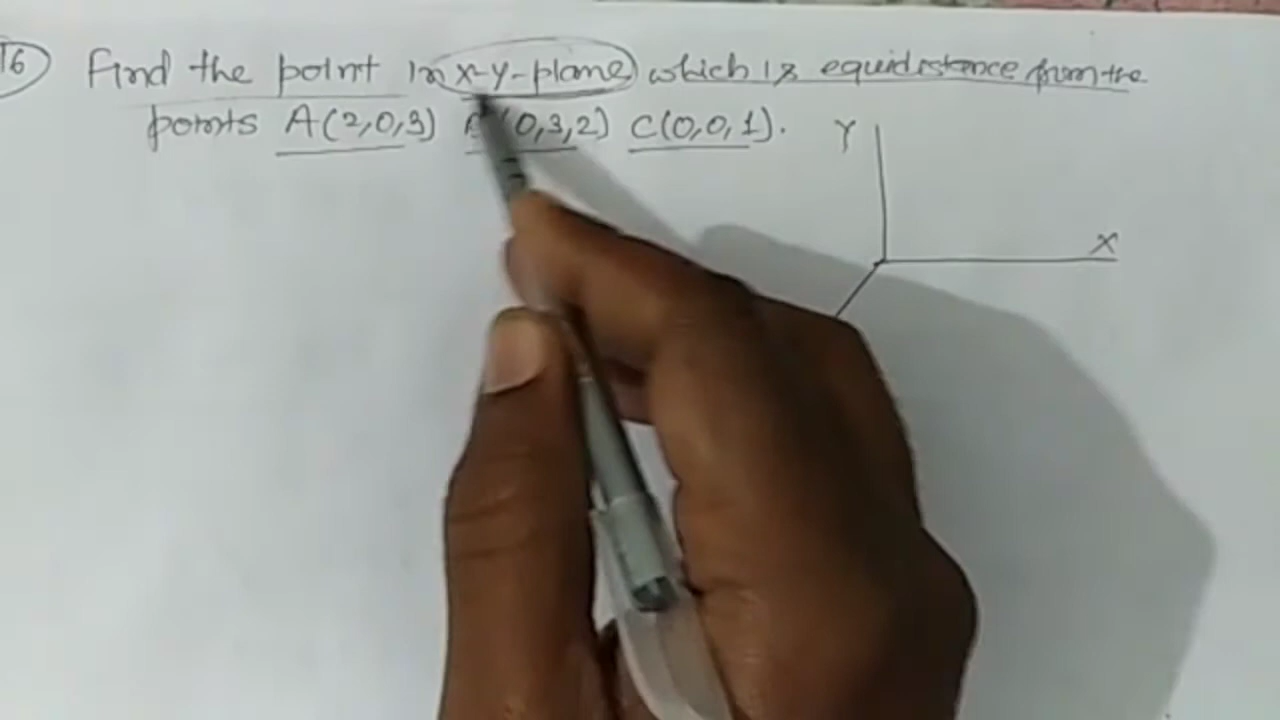 16 Find the point in x-y-plane which is equidistance from the
points A(2,0,3) (0,3,2) C(0,0,1).
Y
X